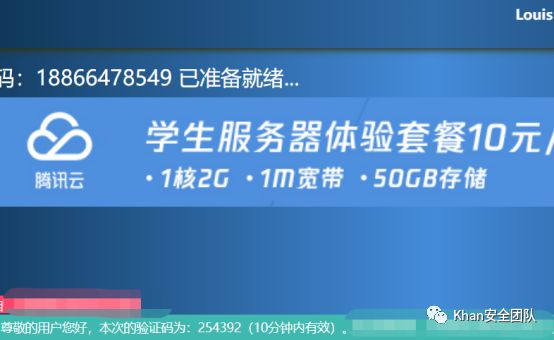 Louis
码：18866478549 已准备就绪...
学生服务器体验套餐10元/
腾讯云
·1核2G ·1M宽带 ·50GB存储
尊敬的用户您好，本次的验证码为：254392（10分钟内有效）。
Khan安全团队